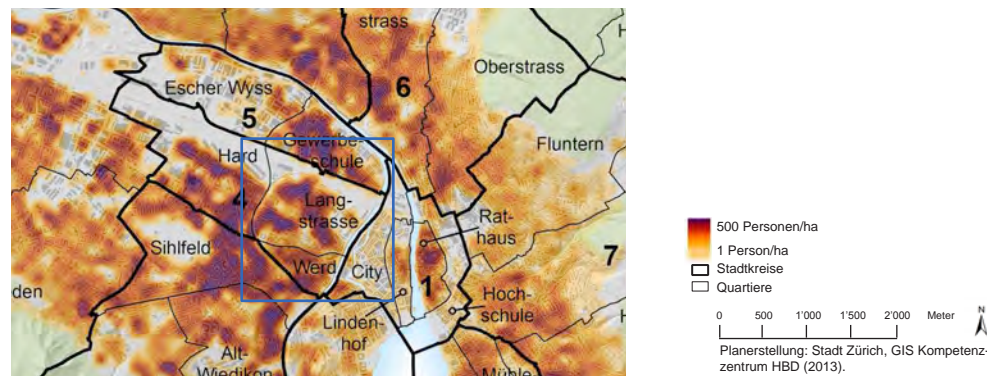 strass
Oberstrass
6
Escher Wyss
5
Gewerbe-
schule
Fluntern
Hard
4
Lang-
strasse
Rat-
haus
Sihlfeld
7
Werd
City
1
den
Hoch-
schule
Linden-
hof
Alt-
Wiedikon
Mühle-
500 Personen/ha
1 Person/ha
Stadtkreise
Quartiere
0 500 1'000 1'500 2'000 Meter
N
Planerstellung: Stadt Zürich, GIS Kompetenz-
zentrum HBD (2013).